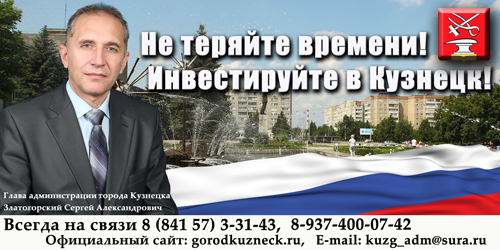 Не теряйте времени!
Инвестируйте в Кузнецк!
Глава администрации города Кузнецка
Златогорский Сергей Александрович
Всегда на связи 8 (841 57) 3-31-43, 8-937-400-07-42
Официальный сайт: gorodkuzneck.ru, E-mail: kuzg_adm@sura.ru